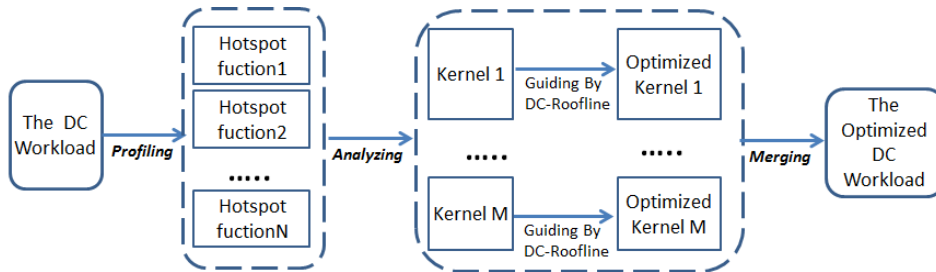 The DC
Workload
Profiling
Hotspot
fuction1
Hotspot
fuction2
.....
Hotspot
fuctionN
Analyzing
Kernel 1
Guiding By
DC-Roofline
Optimized
Kernel 1
.....
.....
Kernel M
Guiding By
DC-Roofline
Optimized
Kernel M
Merging
The
Optimized
DC
Workload